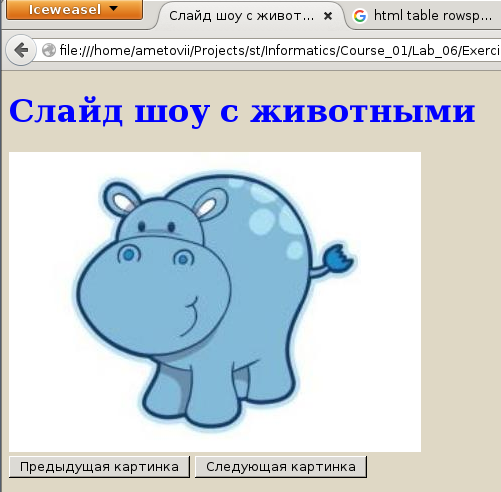 Iceweasel
Слайд шоу с живот...
html table rowsp...
file:///home/ametovii/Projects/st/Informatics/Course_01/Lab_06/Exerci
Слайд шоу с животными
Предыдущая картинка
Следующая картинка